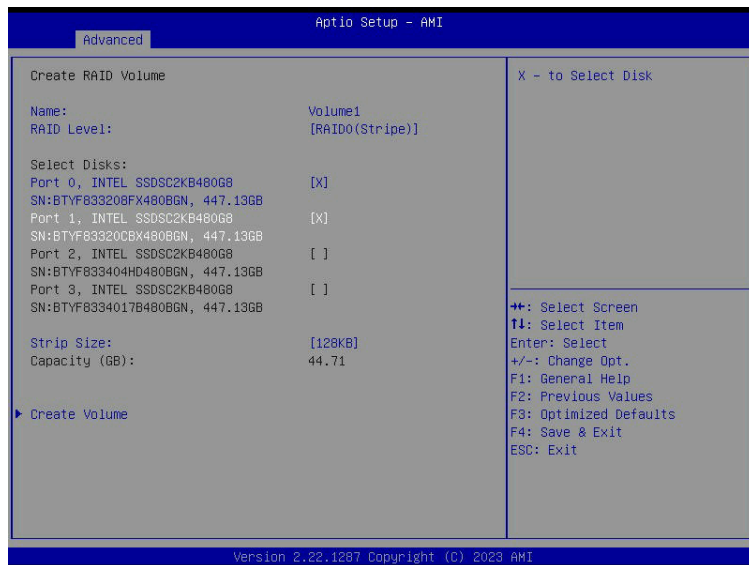 Aptio Setup - AMI
Advanced
Create RAID Volume
X - to Select Disk
Name: Volume1
RAID Level: [RAID0(Stripe)]
Select Disks:
Port 0, INTEL SSDSC2KB480G8 [X]
SN:BTYF833208FX480BGN, 447.13GB
Port 1, INTEL SSDSC2KB480G8 [X]
SN:BTYF83320CBX480BGN, 447.13GB
Port 2, INTEL SSDSC2KB480G8 [ ]
SN:BTYF833404HD480BGN, 447.13GB
Port 3, INTEL SSDSC2KB480G8 [ ]
SN:BTYF8334017B480BGN, 447.13GB
Strip Size: [128KB]
Capacity (GB): 44.71
Create Volume
→←: Select Screen
↑↓: Select Item
Enter: Select
+/-: Change Opt.
F1: General Help
F2: Previous Values
F3: Optimized Defaults
F4: Save & Exit
ESC: Exit
Version 2.22.1287 Copyright (C) 2023 AMI